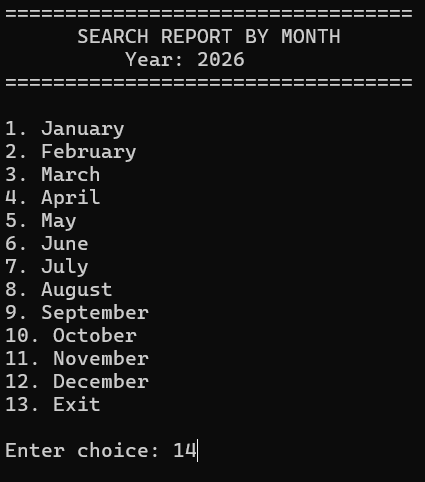 ==================================
SEARCH REPORT BY MONTH
Year: 2026
==================================
1. January
2. February
3. March
4. April
5. May
6. June
7. July
8. August
9. September
10. October
11. November
12. December
13. Exit
Enter choice: 14